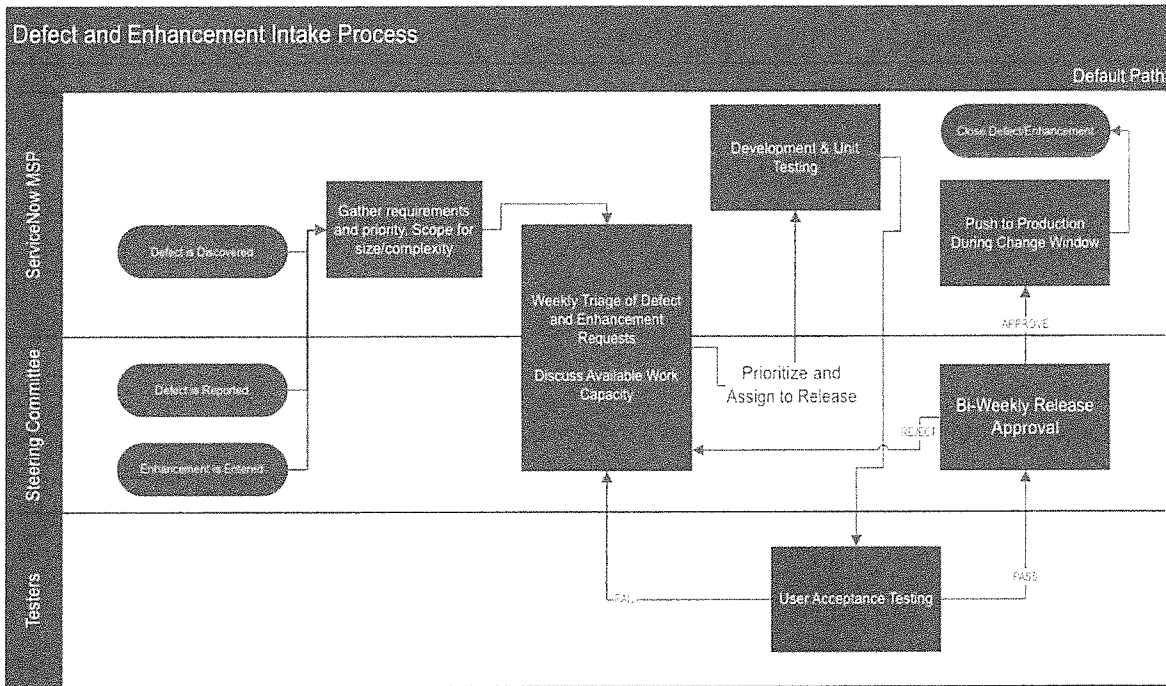 Defect and Enhancement Intake Process
Default Path
ServiceNow MSP
Defect is Discovered
Gather requirements
and priority. Scope for
size/complexity
Development & Unit
Testing
Close Defect/Enhancement
Push to Production
During Change Window
Weekly Triage of Defect
and Enhancement
Requests
Discuss Available Work
Capacity
APPROVE
Steering Committee
Defect is Reported
Enhancement is Entered
Prioritize and
Assign to Release
Bi-Weekly Release
Approval
REJECT
Testers
FAIL
User Acceptance Testing
PASS